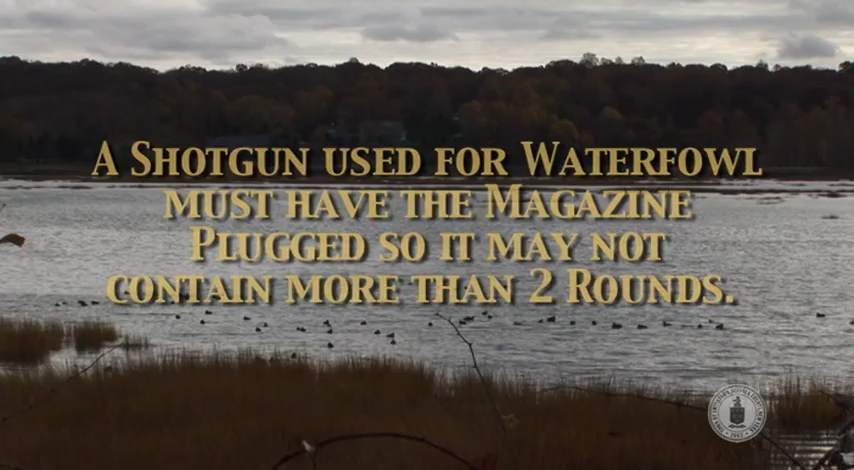 A Shotgun used for Waterfowl
must have the Magazine
Plugged so it may not
contain more than 2 Rounds.